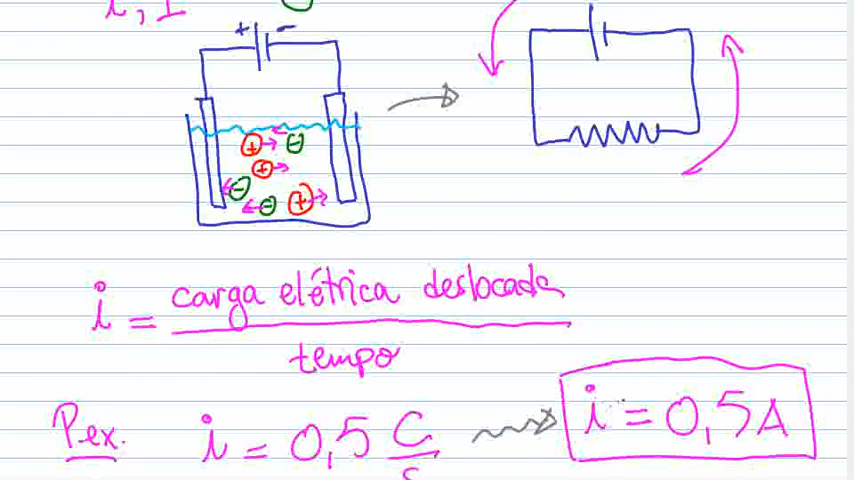 i, I
+ -
+ -
+
-
- +
i = carga elétrica deslocada
tempo
P.ex. i = 0,5 C/s i = 0,5 A